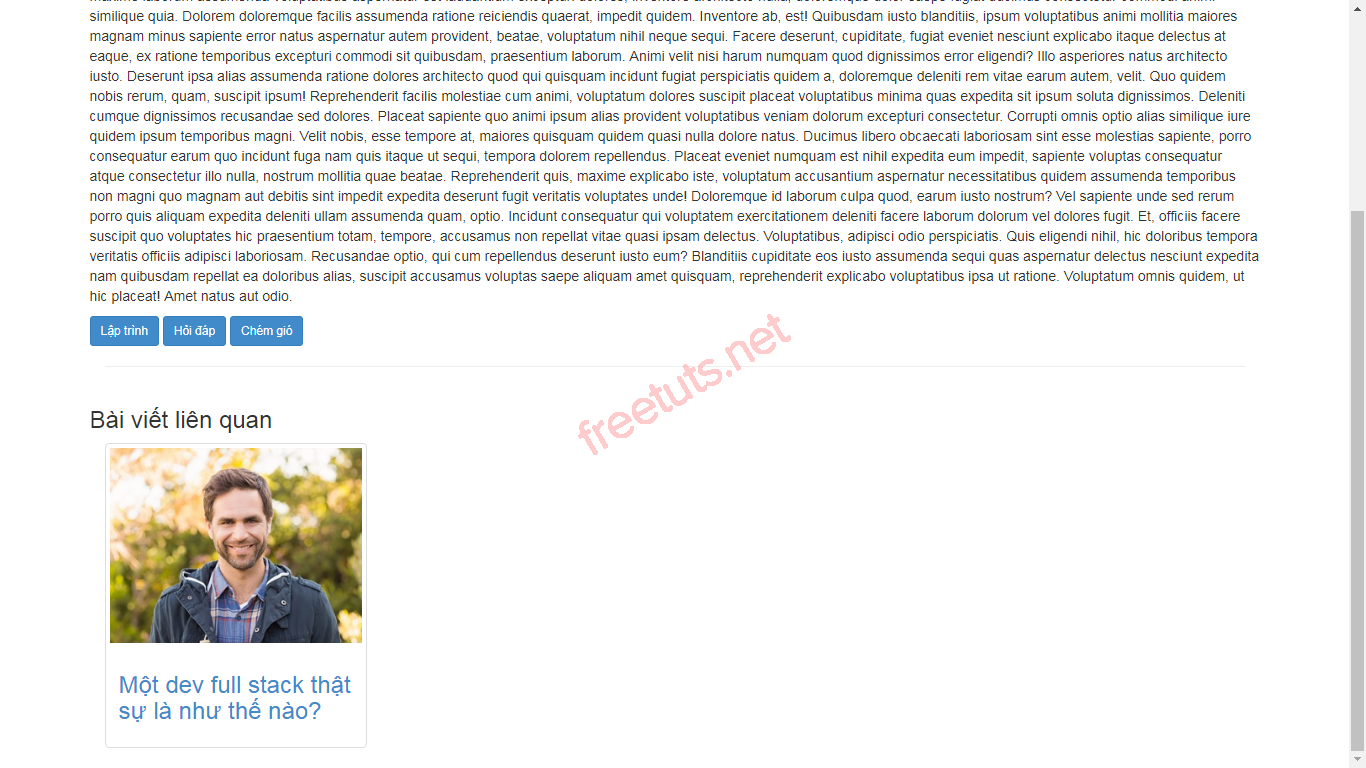 similique quia. Dolorem doloremque facilis assumenda ratione reiciendis quaerat, impedit quidem. Inventore ab, est! Quibusdam iusto blanditiis, ipsum voluptatibus animi mollitia maiores
magnam minus sapiente error natus aspernatur autem provident, beatae, voluptatum nihil neque sequi. Facere deserunt, cupiditate, fugiat eveniet nesciunt explicabo itaque delectus at
eaque, ex ratione temporibus excepturi commodi sit quibusdam, praesentium laborum. Animi velit nisi harum numquam quod dignissimos error eligendi? Illo asperiores natus architecto
iusto. Deserunt ipsa alias assumenda ratione dolores architecto quod qui quisquam incidunt fugiat perspiciatis quidem a, doloremque deleniti rem vitae earum autem, velit. Quo quidem
nobis rerum, quam, suscipit ipsum! Reprehenderit facilis molestiae cum animi, voluptatum dolores suscipit placeat voluptatibus minima quas expedita sit ipsum soluta dignissimos. Deleniti
cumque dignissimos recusandae sed dolores. Placeat sapiente quo animi ipsum alias provident voluptatibus veniam dolorum excepturi consectetur. Corrupti omnis optio alias similique iure
quidem ipsum temporibus magni. Velit nobis, esse tempore at, maiores quisquam quidem quasi nulla dolore natus. Ducimus libero obcaecati laboriosam sint esse molestias sapiente, porro
consequatur earum quo incidunt fuga nam quis itaque ut sequi, tempora dolorem repellendus. Placeat eveniet numquam est nihil expedita eum impedit, sapiente voluptas consequatur
atque consectetur illo nulla, nostrum mollitia quae beatae. Reprehenderit quis, maxime explicabo iste, voluptatum accusantium aspernatur necessitatibus quidem assumenda temporibus
non magni quo magnam aut debitis sint impedit expedita deserunt fugit veritatis voluptates unde! Doloremque id laborum culpa quod, earum iusto nostrum? Vel sapiente unde sed rerum
porro quis aliquam expedita deleniti ullam assumenda quam, optio. Incidunt consequatur qui voluptatem exercitationem deleniti facere laborum dolorum vel dolores fugit. Et, officiis facere
suscipit quo voluptates hic praesentium totam, tempore, accusamus non repellat vitae quasi ipsam delectus. Voluptatibus, adipisci odio perspiciatis. Quis eligendi nihil, hic doloribus tempora
veritatis officiis adipisci laboriosam. Recusandae optio, qui cum repellendus deserunt iusto eum? Blanditiis cupiditate eos iusto assumenda sequi quas aspernatur delectus nesciunt expedita
nam quibusdam repellat ea doloribus alias, suscipit accusamus voluptas saepe aliquam amet quisquam, reprehenderit explicabo voluptatibus ipsa ut ratione. Voluptatum omnis quidem, ut
hic placeat! Amet natus aut odio.
Lập trình Hỏi đáp Chém gió
freetuts.net
Bài viết liên quan
Một dev full stack thật
sự là như thế nào?